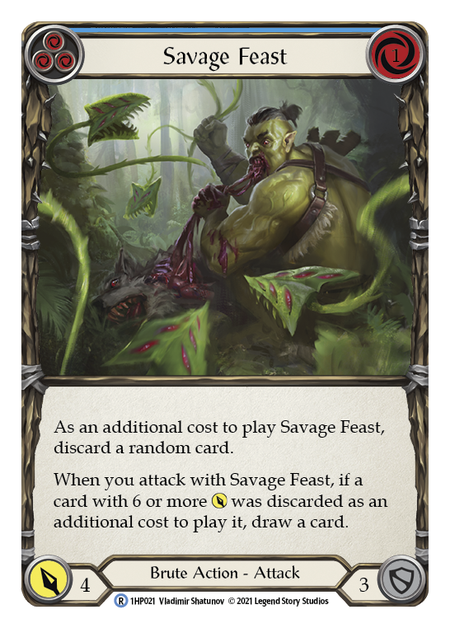 Savage Feast
1
As an additional cost to play Savage Feast,
discard a random card.
When you attack with Savage Feast, if a
card with 6 or more was discarded as an
additional cost to play it, draw a card.
4
Brute Action - Attack
3
R 1HP021 Vladimir Shatunov © 2021 Legend Story Studios